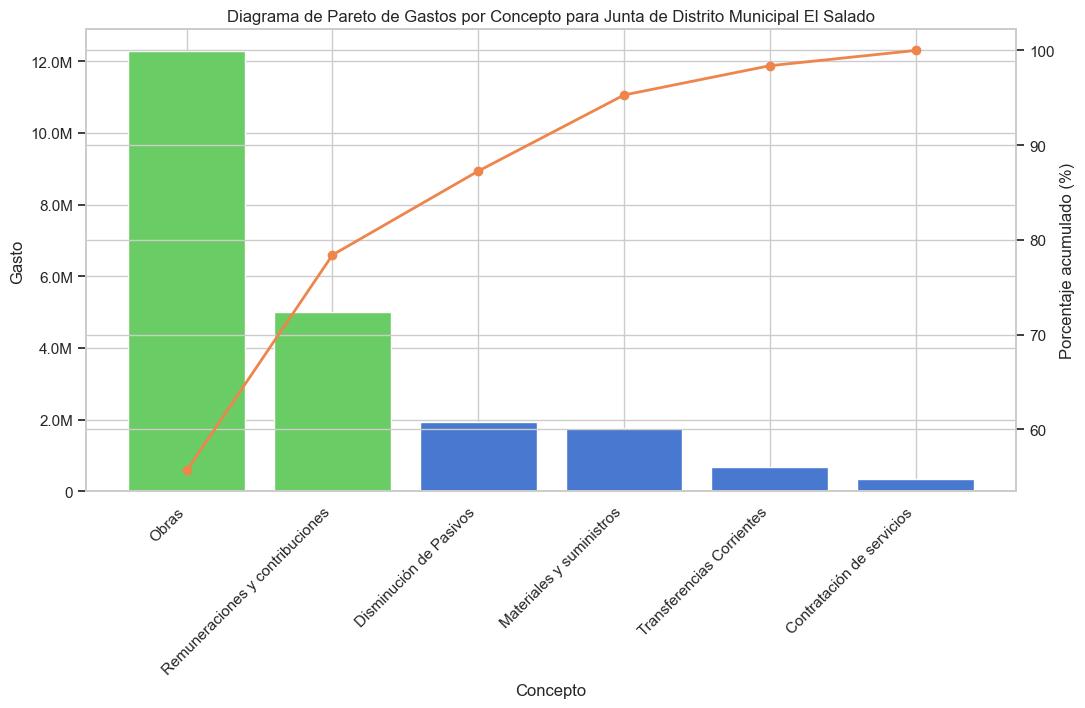 Diagrama de Pareto de Gastos por Concepto para Junta de Distrito Municipal El Salado
12.0M
10.0M
8.0M
6.0M
4.0M
2.0M
0
Gasto
100
90
80
70
60
Porcentaje acumulado (%)
Obras
Remuneraciones y contribuciones
Disminución de Pasivos
Materiales y suministros
Transferencias Corrientes
Contratación de servicios
Concepto